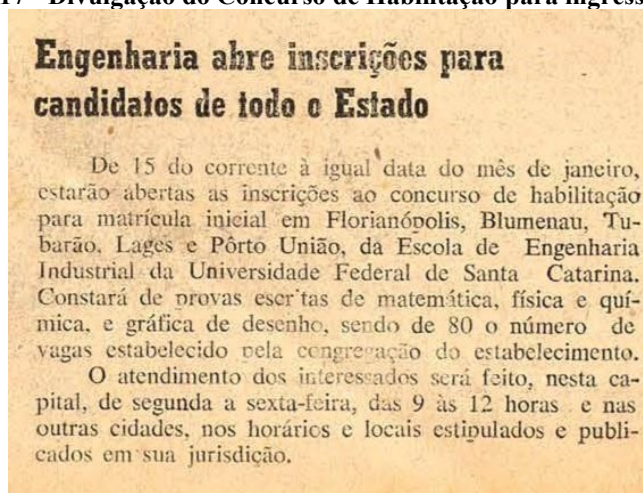 17 - Divulgação do Concurso de Habilitação para ingress
Engenharia abre inscrições para
candidatos de todo o Estado
De 15 do corrente à igual data do mês de janeiro,
estarão abertas as inscrições ao concurso de habilitação
para matrícula inicial em Florianópolis, Blumenau, Tu-
barão, Lages e Pôrto União, da Escola de Engenharia
Industrial da Universidade Federal de Santa Catarina.
Constará de provas escritas de matemática, física e quí-
mica, e gráfica de desenho, sendo de 80 o número de
vagas estabelecido pela congregação do estabelecimento.
O atendimento dos interessados será feito, nesta ca-
pital, de segunda a sexta-feira, das 9 às 12 horas e nas
outras cidades, nos horários e locais estipulados e publi-
cados em sua jurisdição.